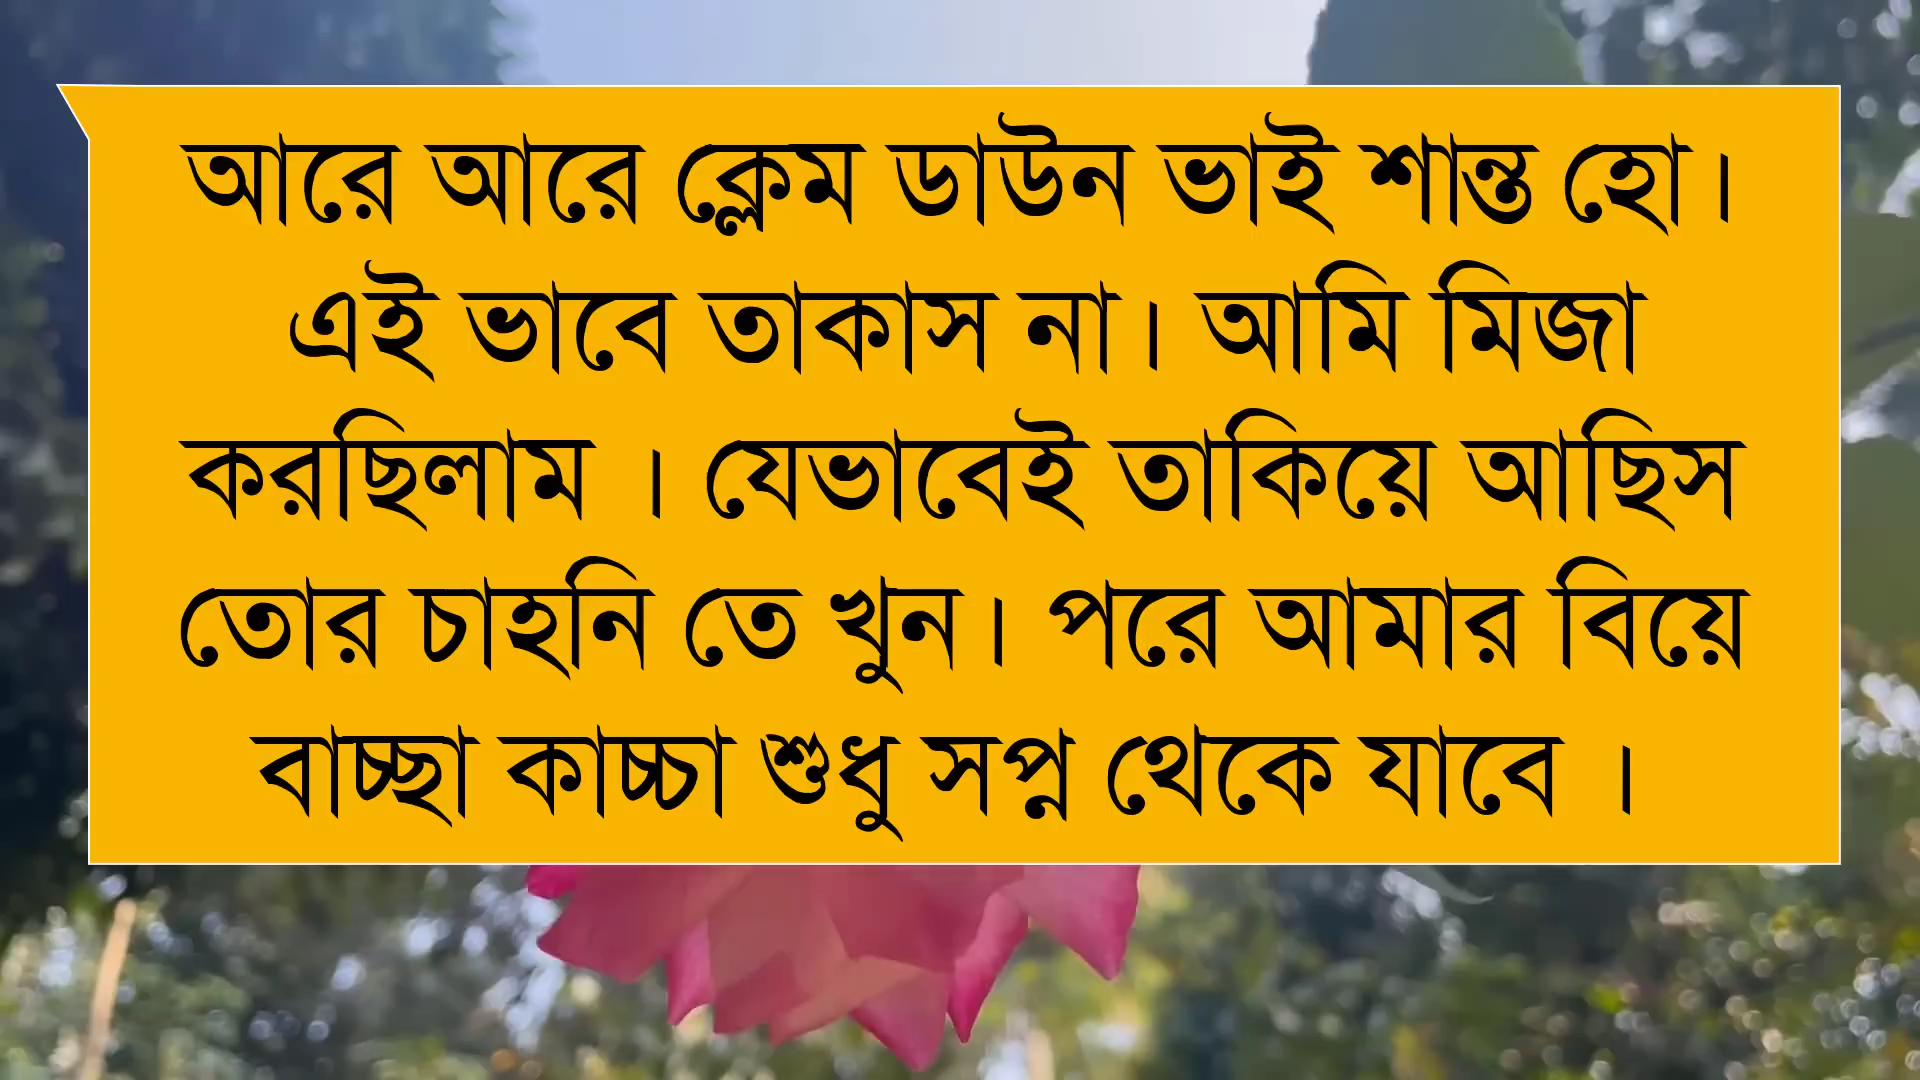 আরে আরে ক্লেম ডাউন ভাই শান্ত হো।
এই ভাবে তাকাস না। আমি মিজা
করছিলাম । যেভাবেই তাকিয়ে আছিস
তোর চাহনি তে খুন। পরে আমার বিয়ে
বাচ্ছা কাচ্চা শুধু সপ্ন থেকে যাবে ।